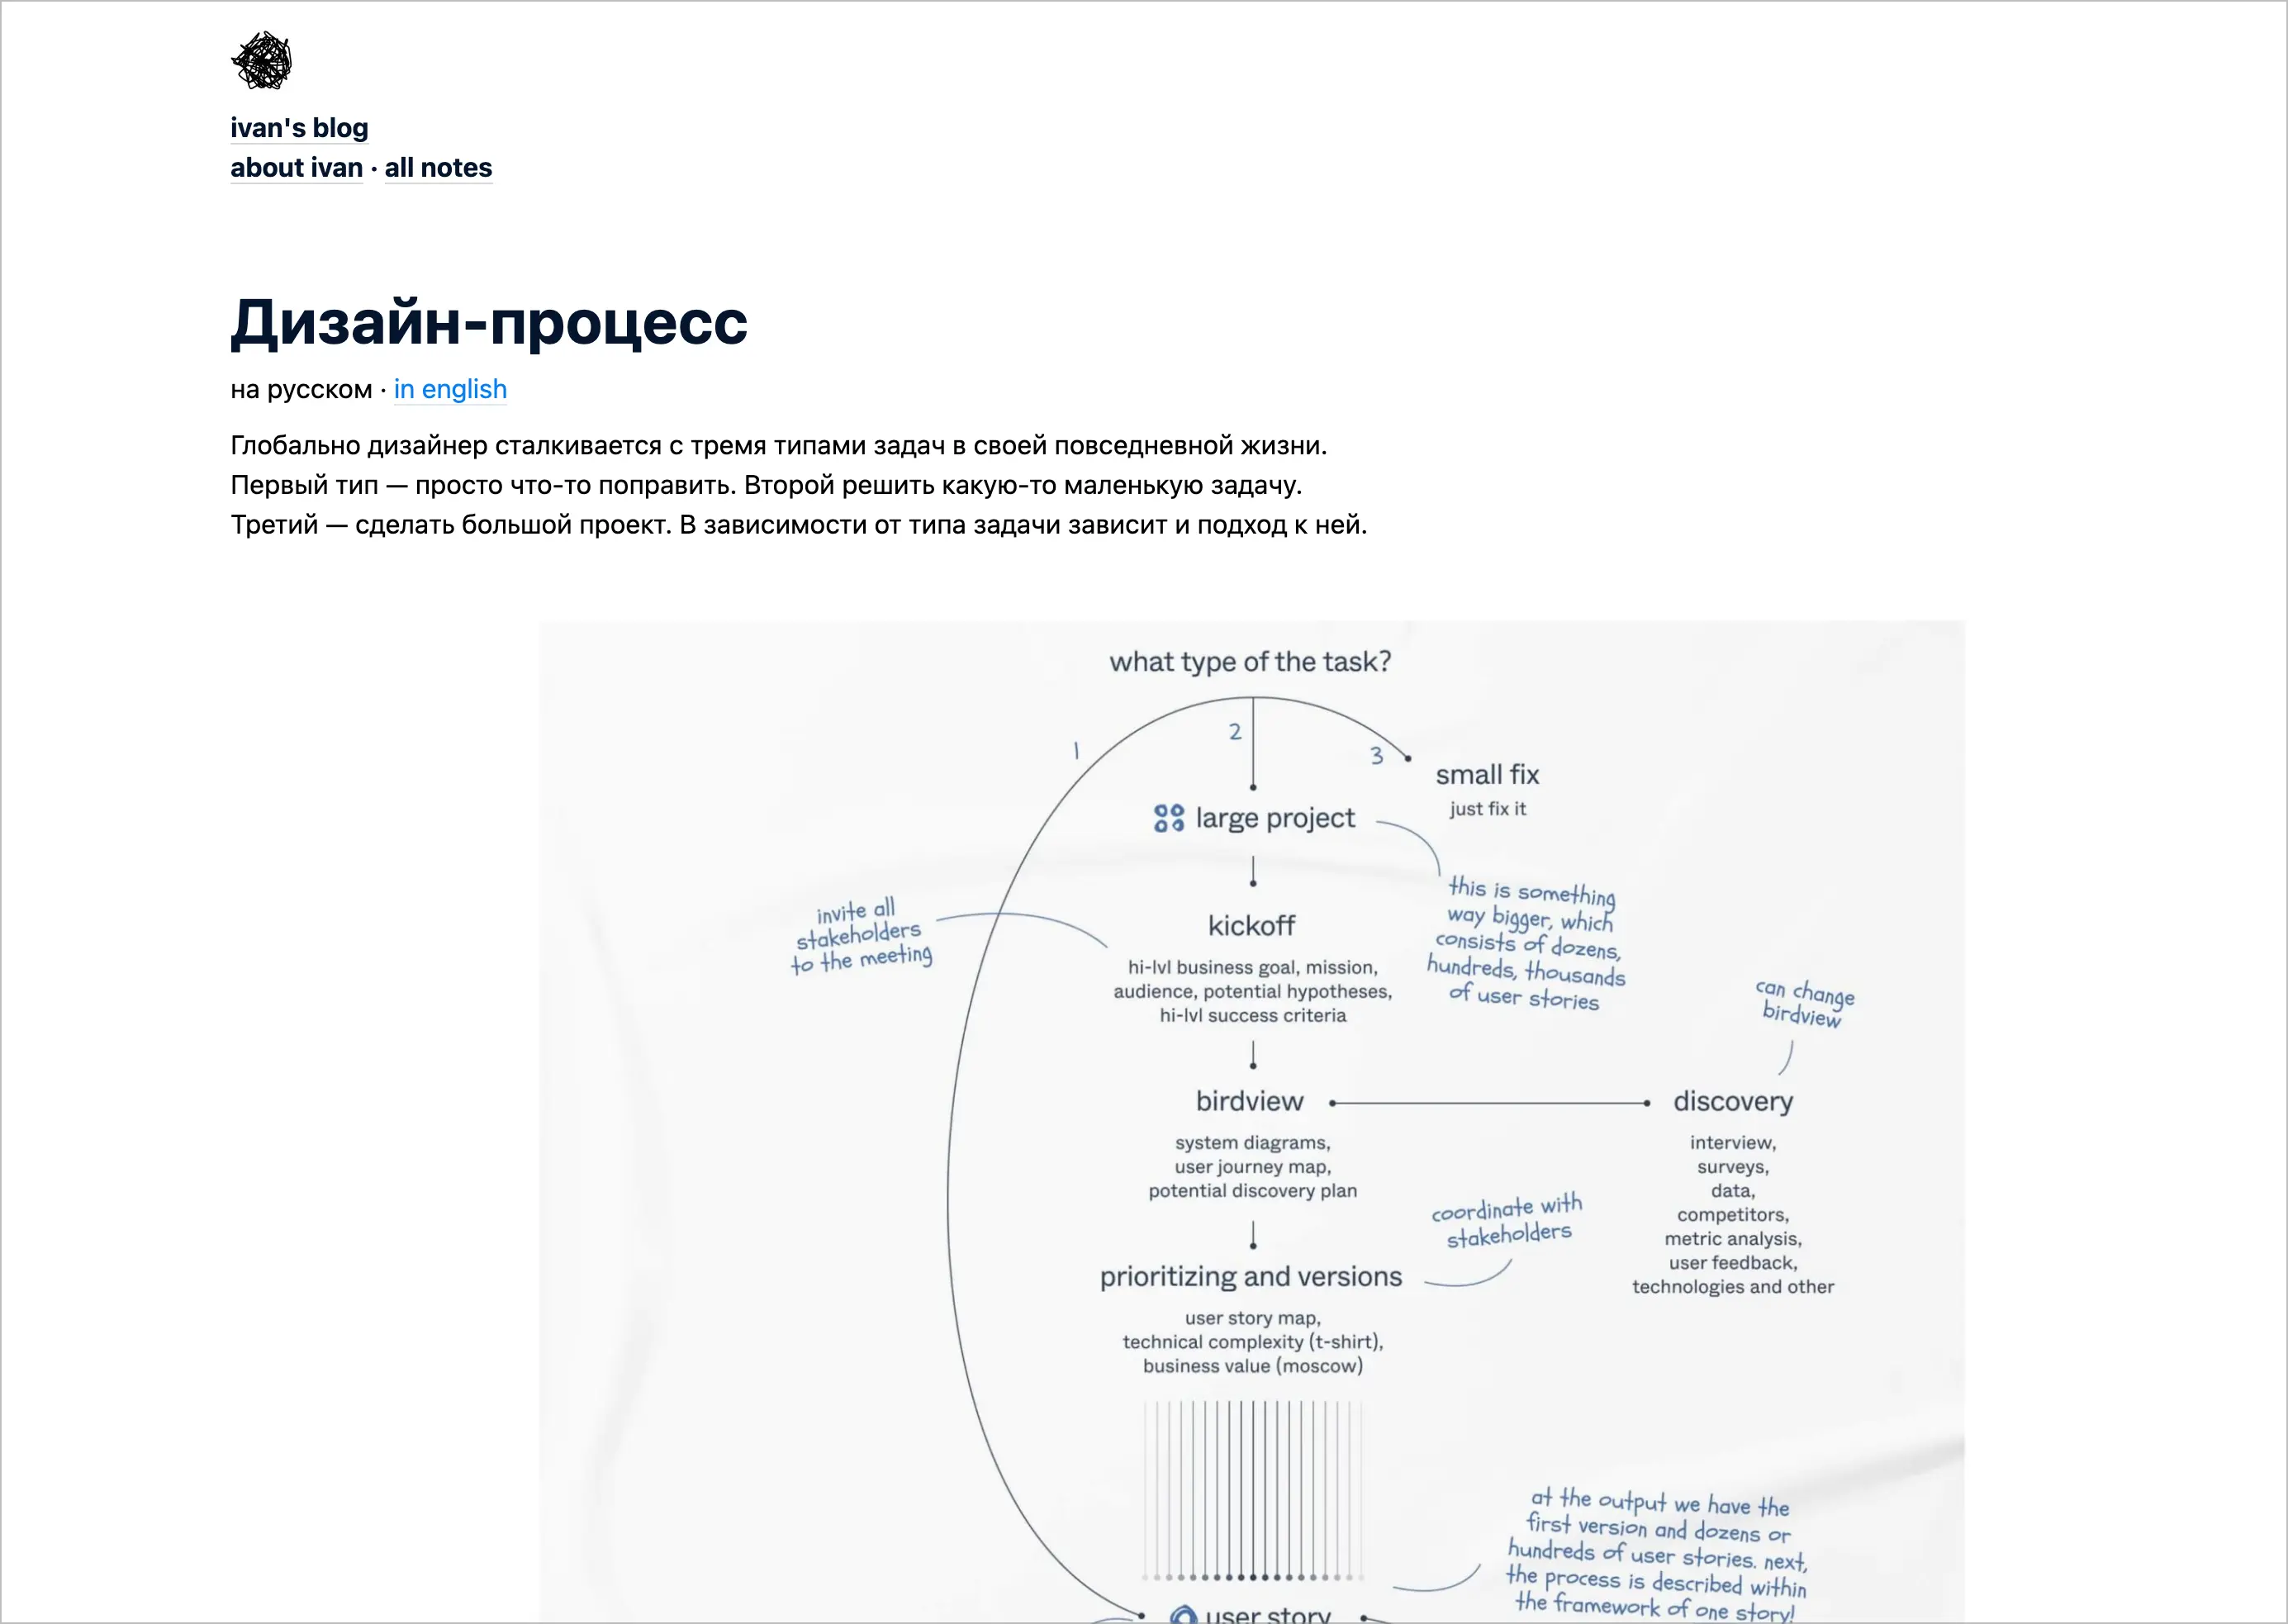 ivan's blog
about ivan · all notes
Дизайн-процесс
на русском · in english
Глобально дизайнер сталкивается с тремя типами задач в своей повседневной жизни.
Первый тип — просто что-то поправить. Второй решить какую-то маленькую задачу.
Третий — сделать большой проект. В зависимости от типа задачи зависит и подход к ней.
what type of the task?
1
2
3
small fix
just fix it
large project
this is something
way bigger, which
consists of dozens,
hundreds, thousands
of user stories
invite all
stakeholders
to the meeting
kickoff
hi-lvl business goal, mission,
audience, potential hypotheses,
hi-lvl success criteria
can change
birdview
birdview
system diagrams,
user journey map,
potential discovery plan
discovery
interview,
surveys,
data,
competitors,
metric analysis,
user feedback,
technologies and other
coordinate with
stakeholders
prioritizing and versions
user story map,
technical complexity (t-shirt),
business value (moscow)
at the output we have the
first version and dozens or
hundreds of user stories. next,
the process is described within
the framework of one story!
user story